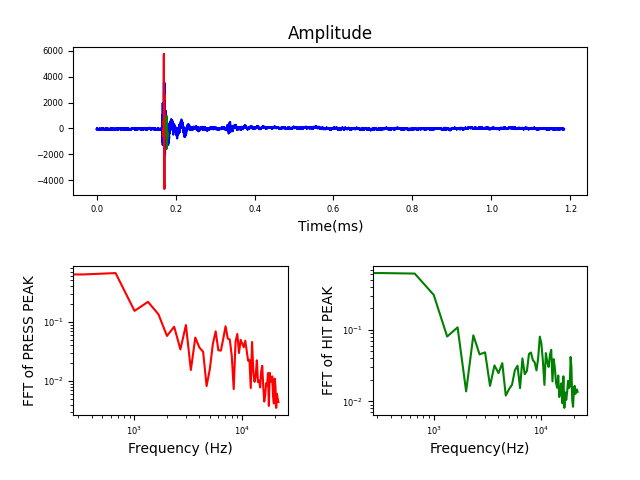 Amplitude
6000
4000
2000
0
−2000
−4000
0.0 0.2 0.4 0.6 0.8 1.0 1.2
Time(ms)
FFT of PRESS PEAK
10⁻¹
10⁻²
10³ 10⁴
Frequency (Hz)
FFT of HIT PEAK
10⁻¹
10⁻²
10³ 10⁴
Frequency(Hz)